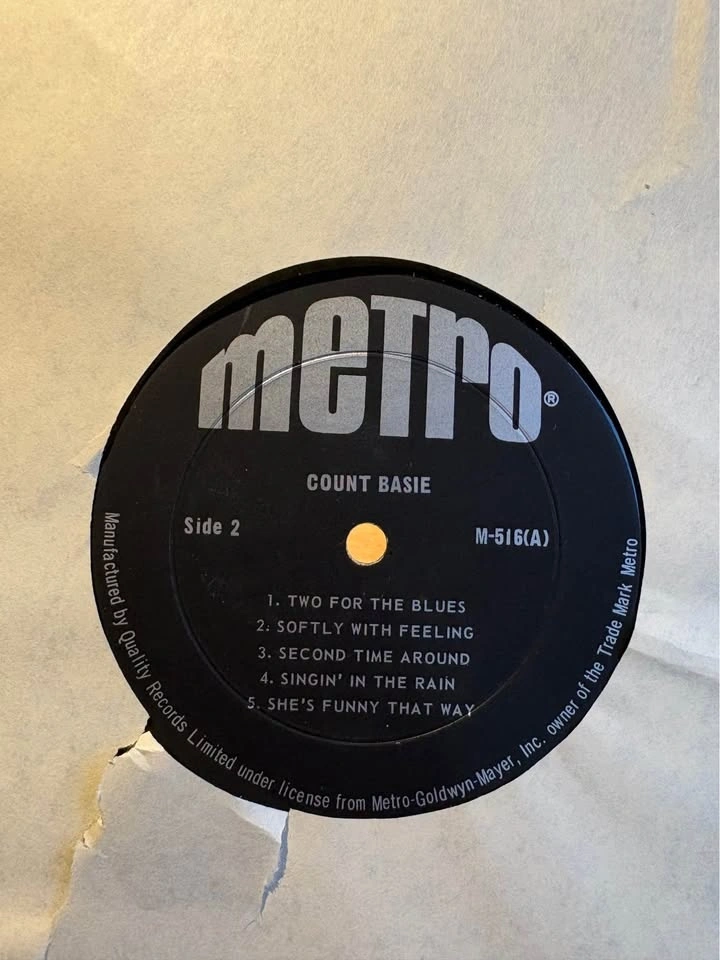 meTro®
COUNT BASIE
Side 2
M-516(A)
1. TWO FOR THE BLUES
2: SOFTLY WITH FEELING
3. SECOND TIME AROUND
4. SINGIN' IN THE RAIN
5. SHE'S FUNNY THAT WAY
Manufactured by Quality Records Limited under license from Metro-Goldwyn-Mayer, Inc. owner of the Trade Mark Metro